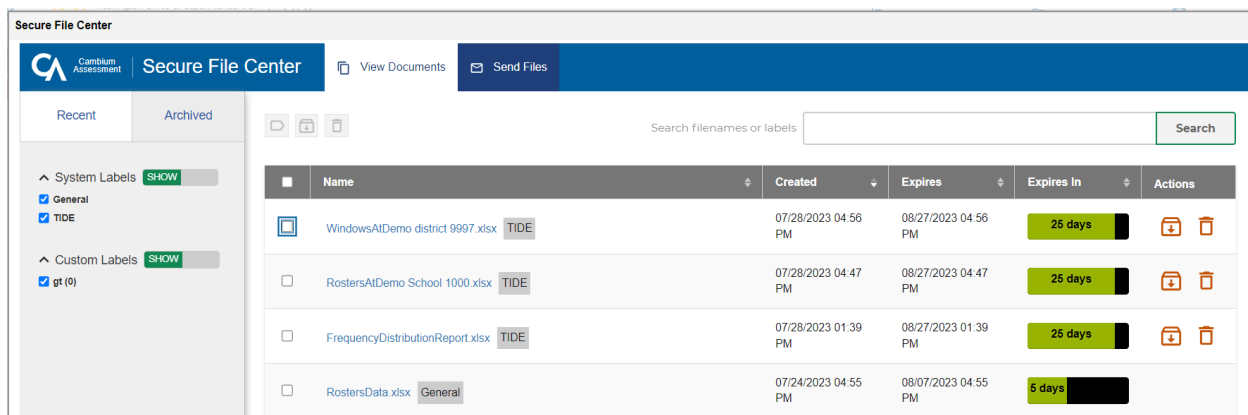 Secure File Center
Cambium
Assessment
Secure File Center
View Documents
Send Files
Recent
Archived
Search filenames or labels
Search
System Labels SHOW
General
TIDE
Custom Labels SHOW
gt (0)
Name Created Expires Expires In Actions
WindowsAtDemo district 9997.xlsx TIDE
07/28/2023 04:56
PM
08/27/2023 04:56
PM
25 days
RostersAtDemo School 1000.xlsx TIDE
07/28/2023 04:47
PM
08/27/2023 04:47
PM
25 days
FrequencyDistributionReport.xlsx TIDE
07/28/2023 01:39
PM
08/27/2023 01:39
PM
25 days
RostersData.xlsx General
07/24/2023 04:55
PM
08/07/2023 04:55
PM
5 days